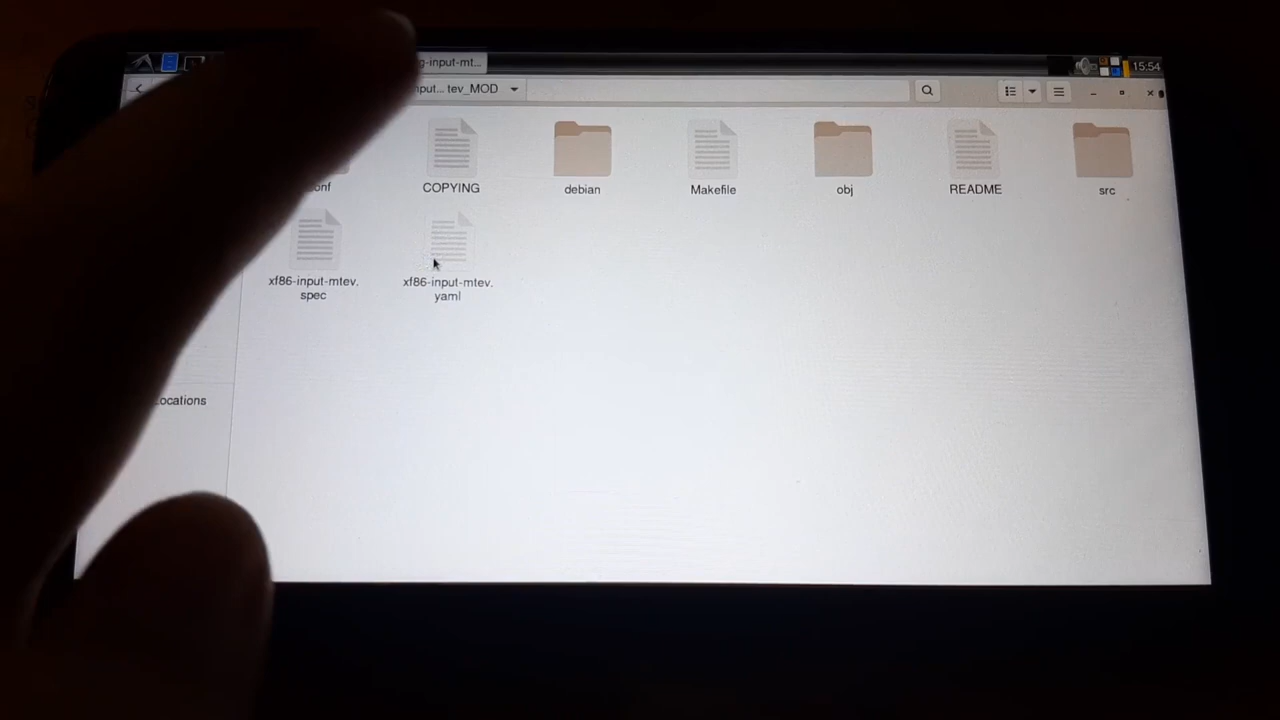 g-input-mt...
15:54
nput... tev_MOD
onf
COPYING
debian
Makefile
obj
README
src
xf86-input-mtev.
spec
xf86-input-mtev.
yaml
Locations